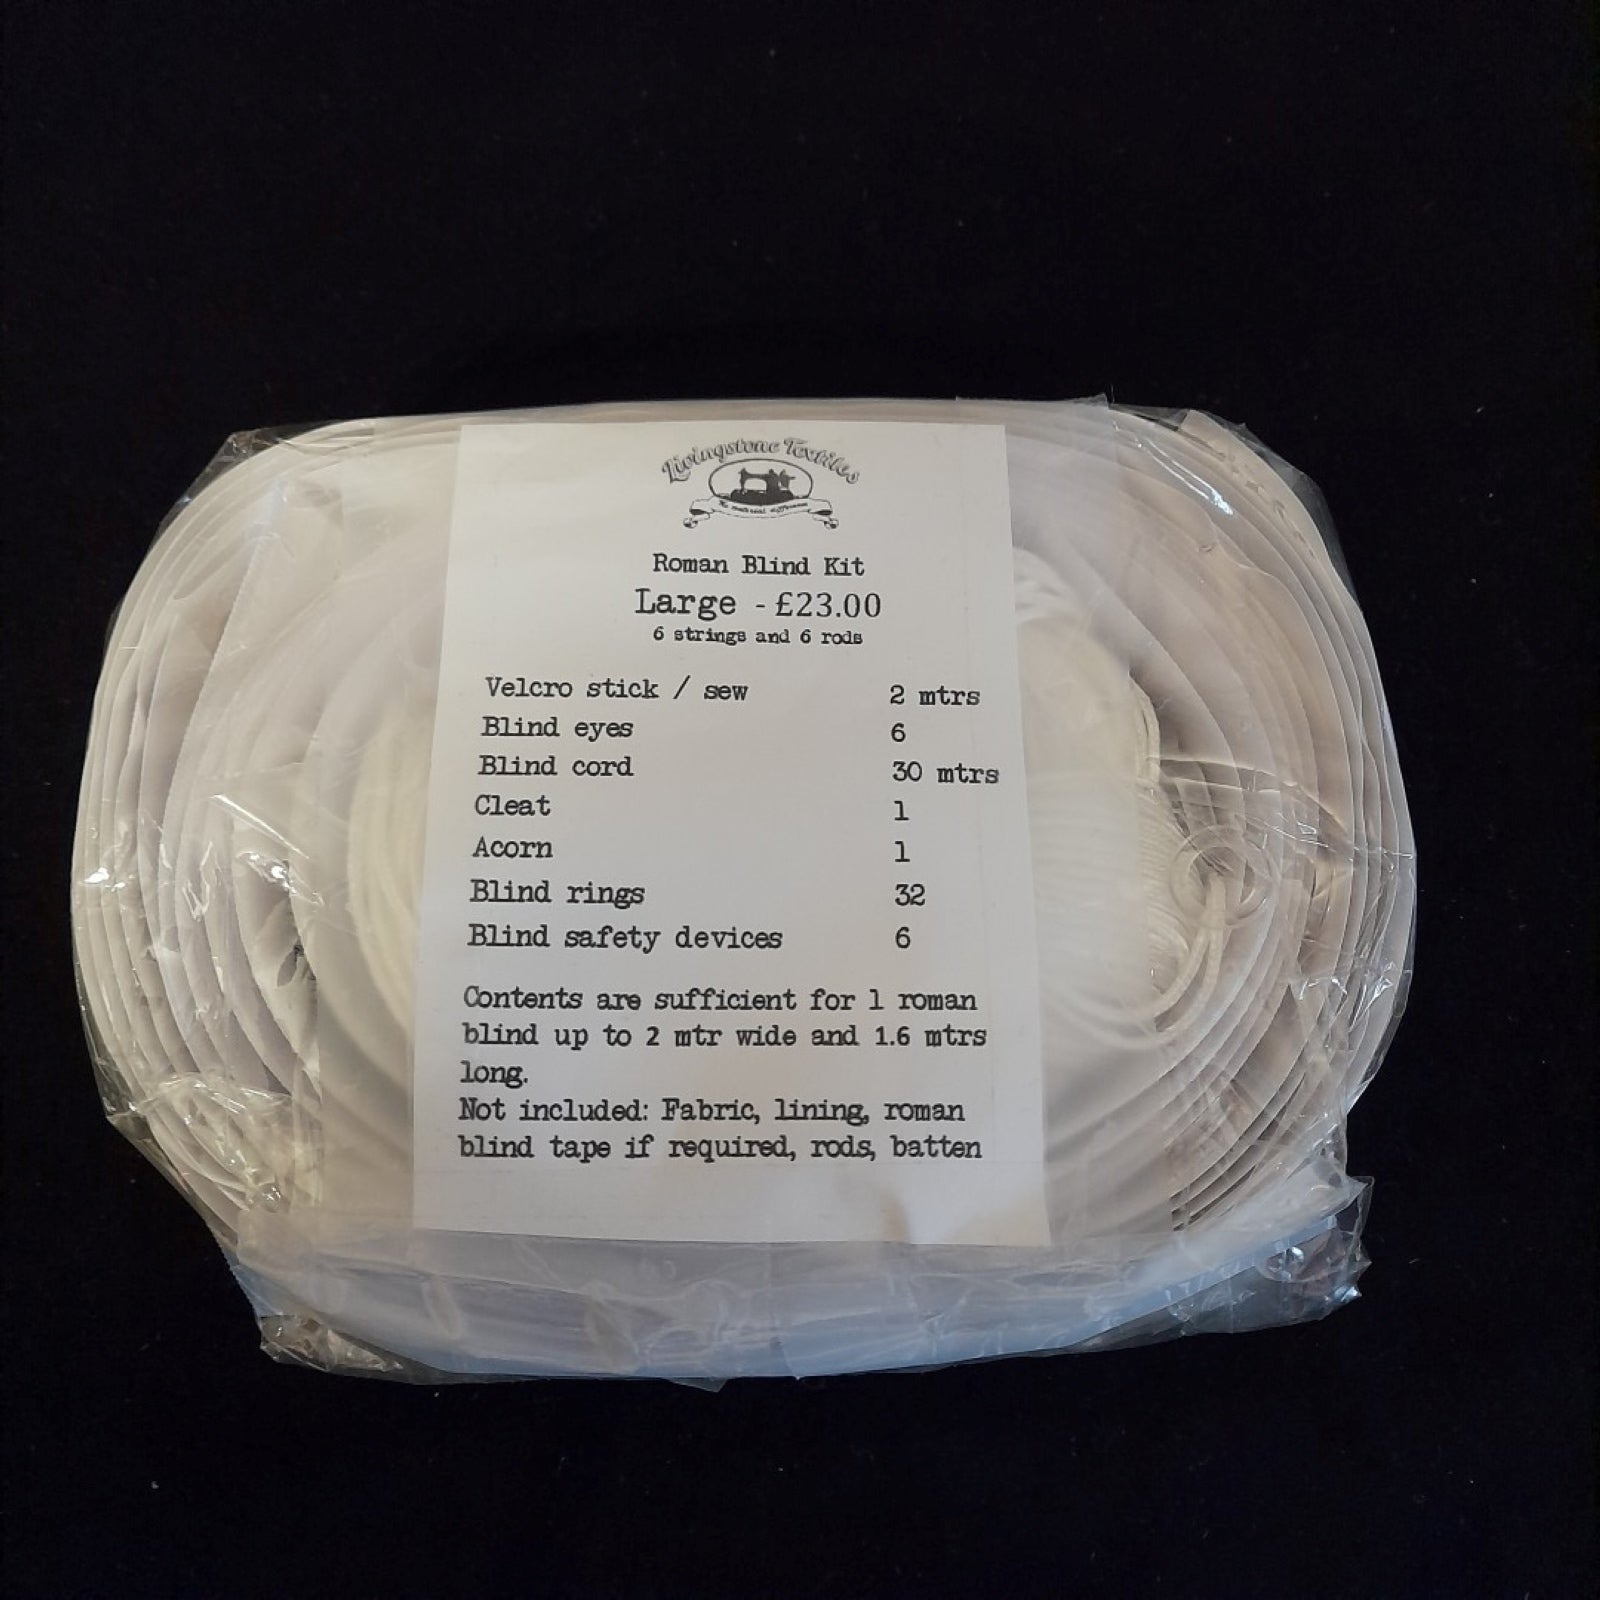 Livingstone Textiles
Roman Blind Kit
Large - £23.00
6 strings and 6 rods
Velcro stick / sew 2 mtrs
Blind eyes 6
Blind cord 30 mtrs
Cleat 1
Acorn 1
Blind rings 32
Blind safety devices 6
Contents are sufficient for 1 roman
blind up to 2 mtr wide and 1.6 mtrs
long.
Not included: Fabric, lining, roman
blind tape if required, rods, batten